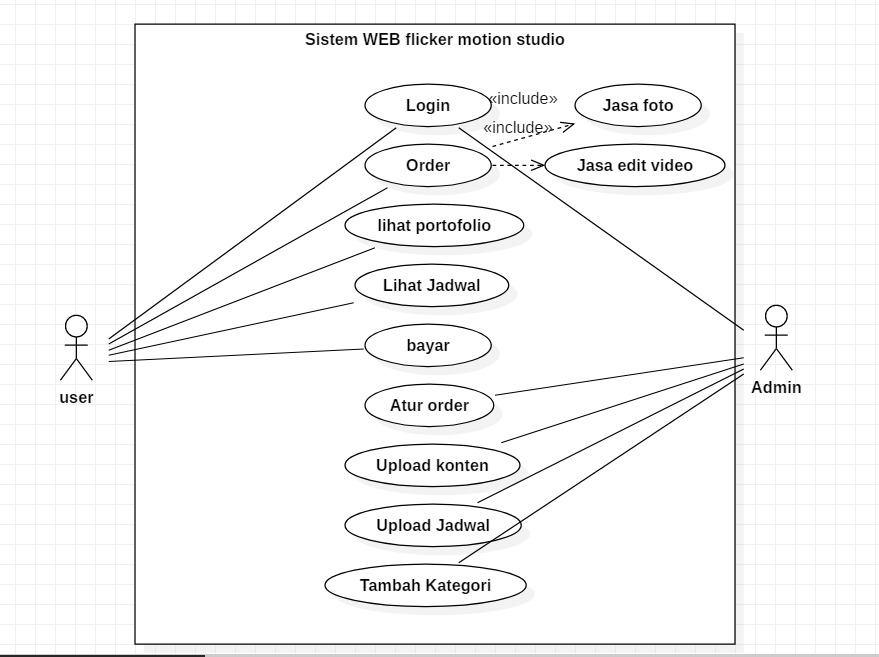 Sistem WEB flicker motion studio
Login
«include»
Jasa foto
«include»
Order
Jasa edit video
lihat portofolio
Lihat Jadwal
bayar
user
Admin
Atur order
Upload konten
Upload Jadwal
Tambah Kategori